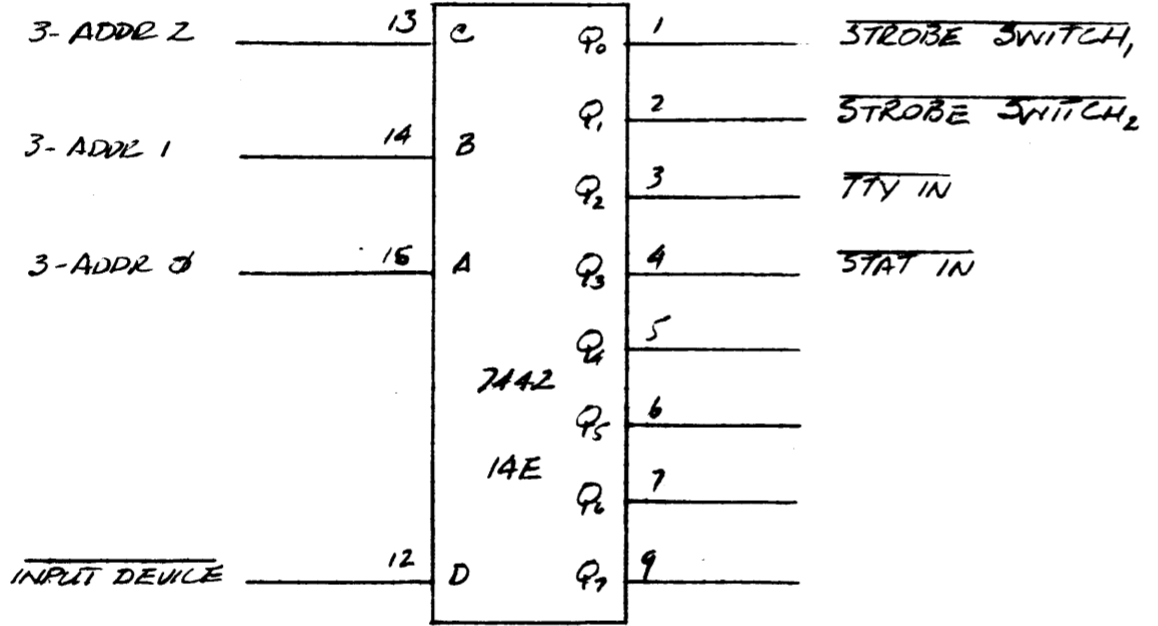 3-ADDR 2
13
C
Q0
1
STROBE SWITCH1
Q1
2
STROBE SWITCH2
3-ADDR 1
14
B
Q2
3
TTY IN
3-ADDR 0
15
A
Q3
4
STAT IN
Q4
5
7442
Q5
6
14E
Q6
7
INPUT DEVICE
12
D
Q7
9